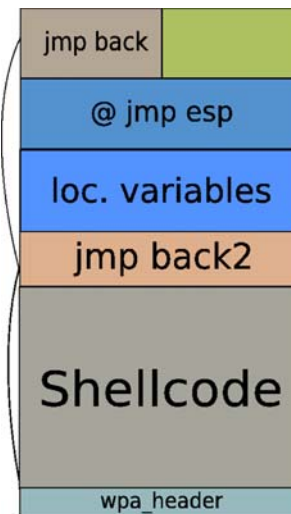 jmp back
@ jmp esp
loc. variables
jmp back2
Shellcode
wpa_header